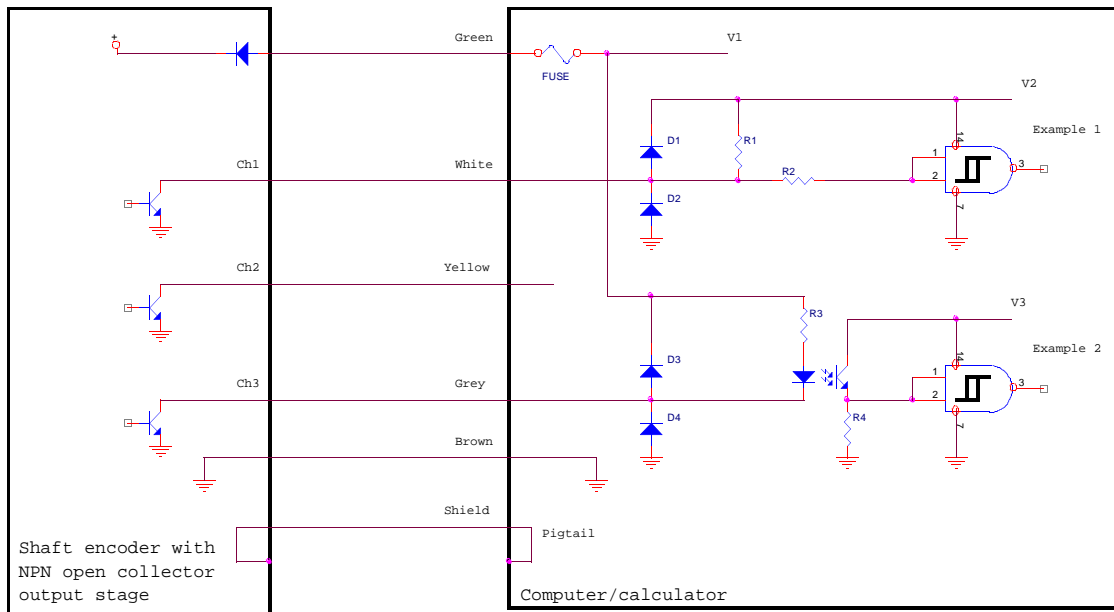 +
Green
V1
FUSE
V2
Example 1
D1
R1
14
Ch1
White
R2
1
2
3
D2
7
Ch2
Yellow
V3
R3
14
Example 2
D3
1
2
3
Ch3
Grey
D4
R4
7
Brown
Shield
Pigtail
Shaft encoder with
NPN open collector
output stage
Computer/calculator